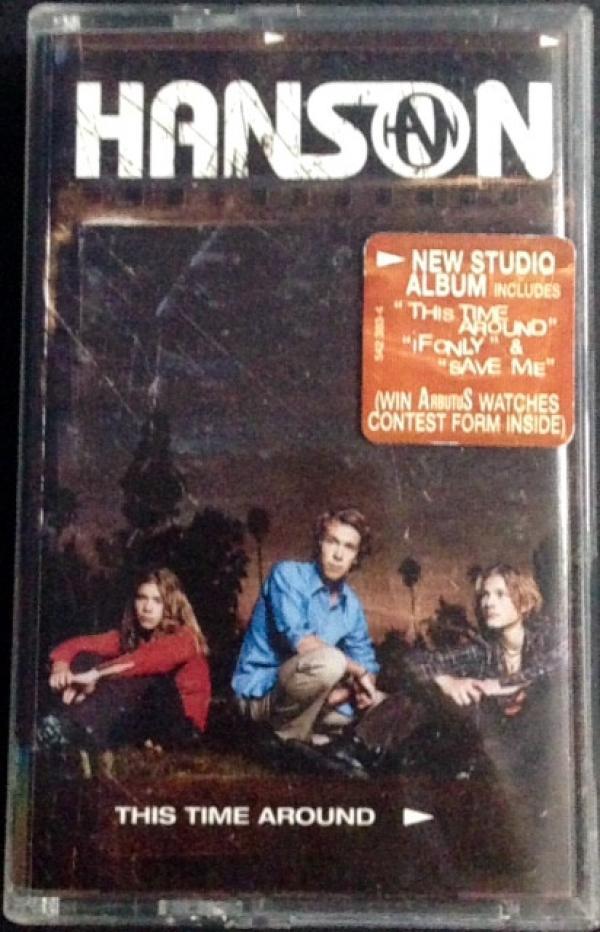 HANSON
NEW STUDIO
ALBUM INCLUDES
"THIS TIME
AROUND"
"iF ONLY" &
"SAVE ME"
(WIN ARBUTUS WATCHES
CONTEST FORM INSIDE)
THIS TIME AROUND